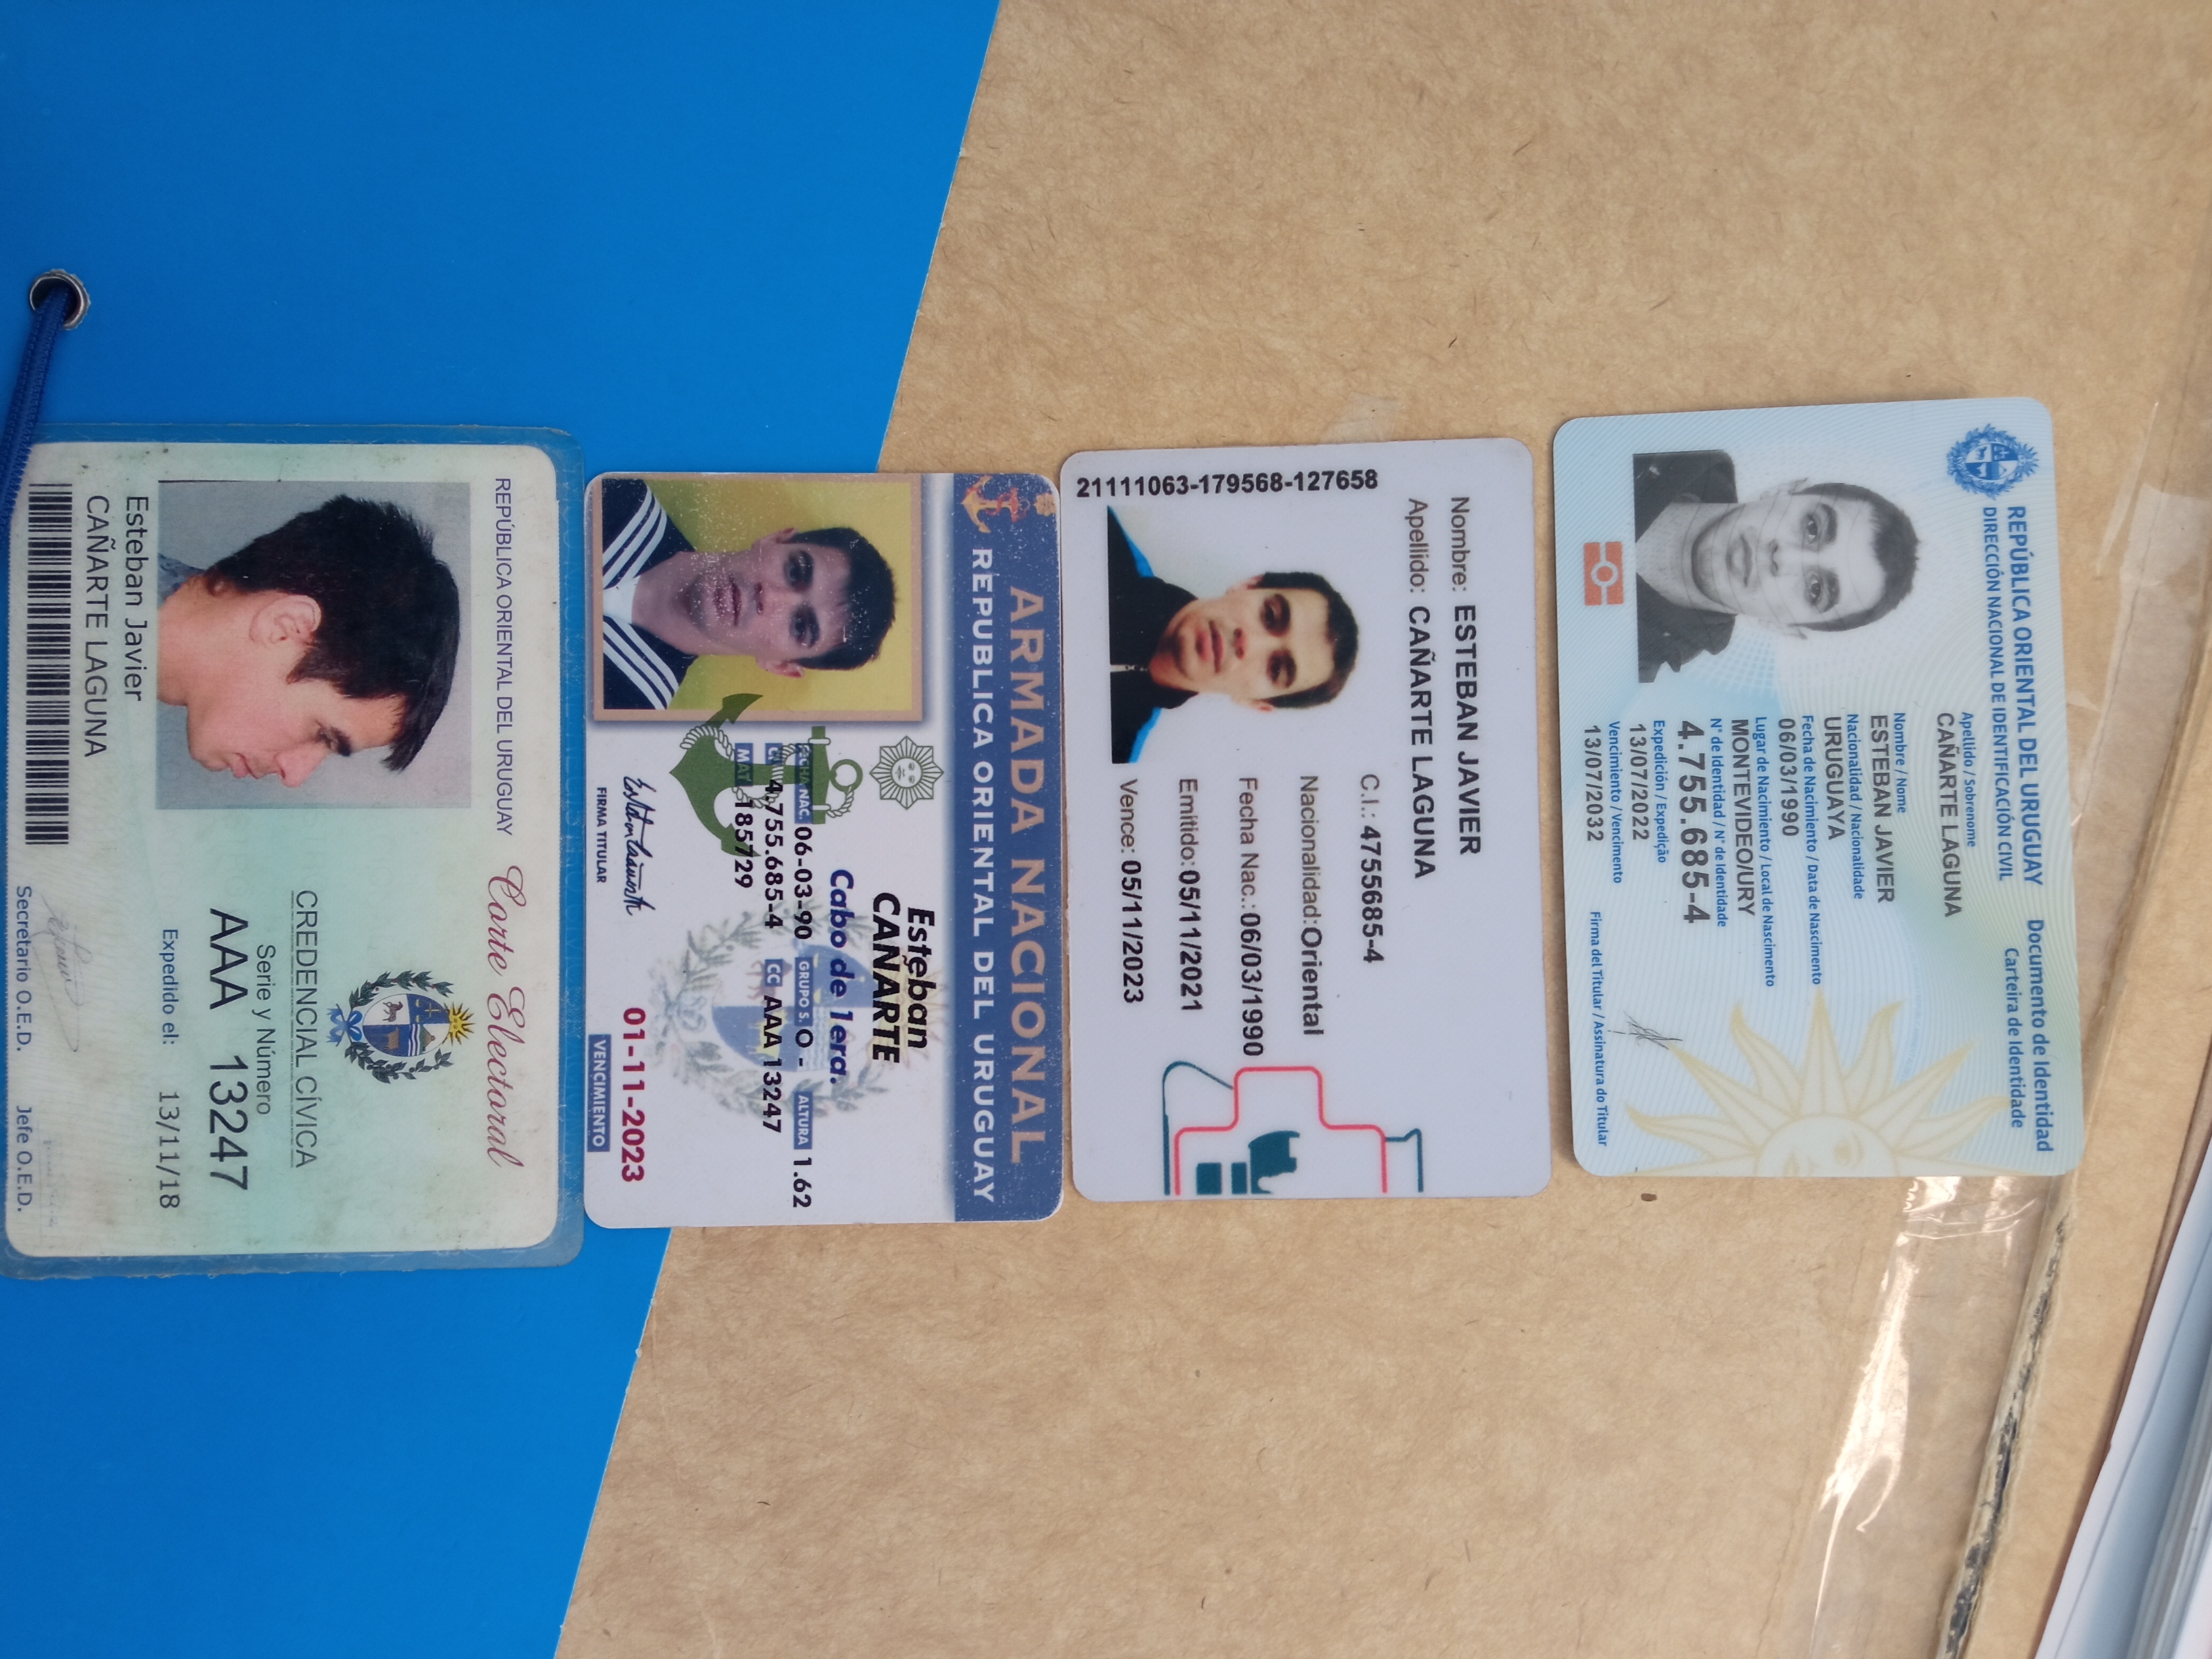 REPÚBLICA ORIENTAL DEL URUGUAY
DIRECCIÓN NACIONAL DE IDENTIFICACIÓN CIVIL
Documento de Identidad
Carteira de Identidade
Apellido / Sobrenome
CAÑARTE LAGUNA
Nombre / Nome
ESTEBAN JAVIER
Nacionalidad / Nacionalidade
URUGUAYA
Fecha de Nacimiento / Data de Nascimento
06/03/1990
Lugar de Nacimiento / Local de Nascimento
MONTEVIDEO/URY
N° de Identidad / N° de Identidade
4.755.685-4
Expedición / Expedição
13/07/2022
Vencimiento / Vencimento
13/07/2032
Firma del Titular / Assinatura do Titular
Nombre: ESTEBAN JAVIER
Apellido: CAÑARTE LAGUNA
21111063-179568-127658
C.I.: 4755685-4
Nacionalidad: Oriental
Fecha Nac.: 06/03/1990
Emitido: 05/11/2021
Vence: 05/11/2023
ARMADA NACIONAL
REPUBLICA ORIENTAL DEL URUGUAY
Esteban
CAÑARTE
Cabo de 1era.
FECHA NAC. 06-03-90 GRUPO S. O - ALTURA 1.62
C.I. 4.755.685-4 CC AAA 13247
MAT. 185729
FIRMA TITULAR
01-11-2023
VENCIMIENTO
REPÚBLICA ORIENTAL DEL URUGUAY
Corte Electoral
CREDENCIAL CÍVICA
Serie y Número
AAA 13247
Expedido el: 13/11/18
Esteban Javier
CAÑARTE LAGUNA
Secretario O.E.D. Jefe O.E.D.